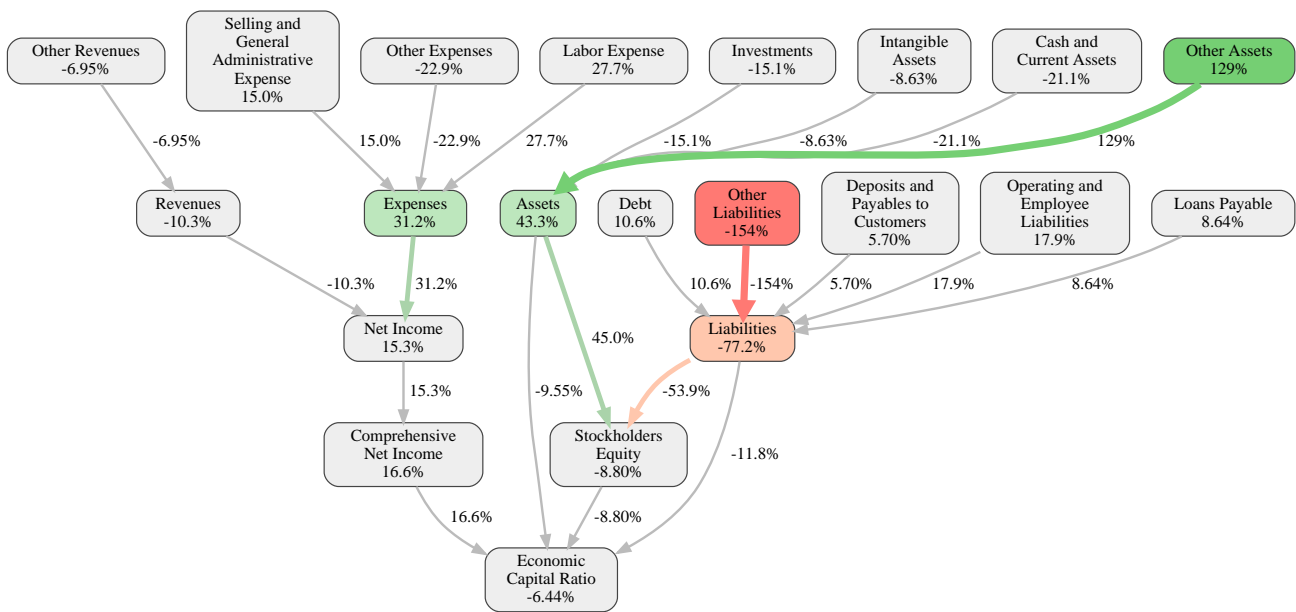 Other Revenues
-6.95%
Selling and
General
Administrative
Expense
15.0%
Other Expenses
-22.9%
Labor Expense
27.7%
Investments
-15.1%
Intangible
Assets
-8.63%
Cash and
Current Assets
-21.1%
Other Assets
129%
-6.95%
15.0%
-22.9%
27.7%
-15.1%
-8.63%
-21.1%
129%
Revenues
-10.3%
Expenses
31.2%
Assets
43.3%
Debt
10.6%
Other
Liabilities
-154%
Deposits and
Payables to
Customers
5.70%
Operating and
Employee
Liabilities
17.9%
Loans Payable
8.64%
-10.3%
31.2%
10.6%
-154%
5.70%
17.9%
8.64%
Net Income
15.3%
45.0%
Liabilities
-77.2%
15.3%
-9.55%
-53.9%
Comprehensive
Net Income
16.6%
Stockholders
Equity
-8.80%
-11.8%
16.6%
-8.80%
Economic
Capital Ratio
-6.44%